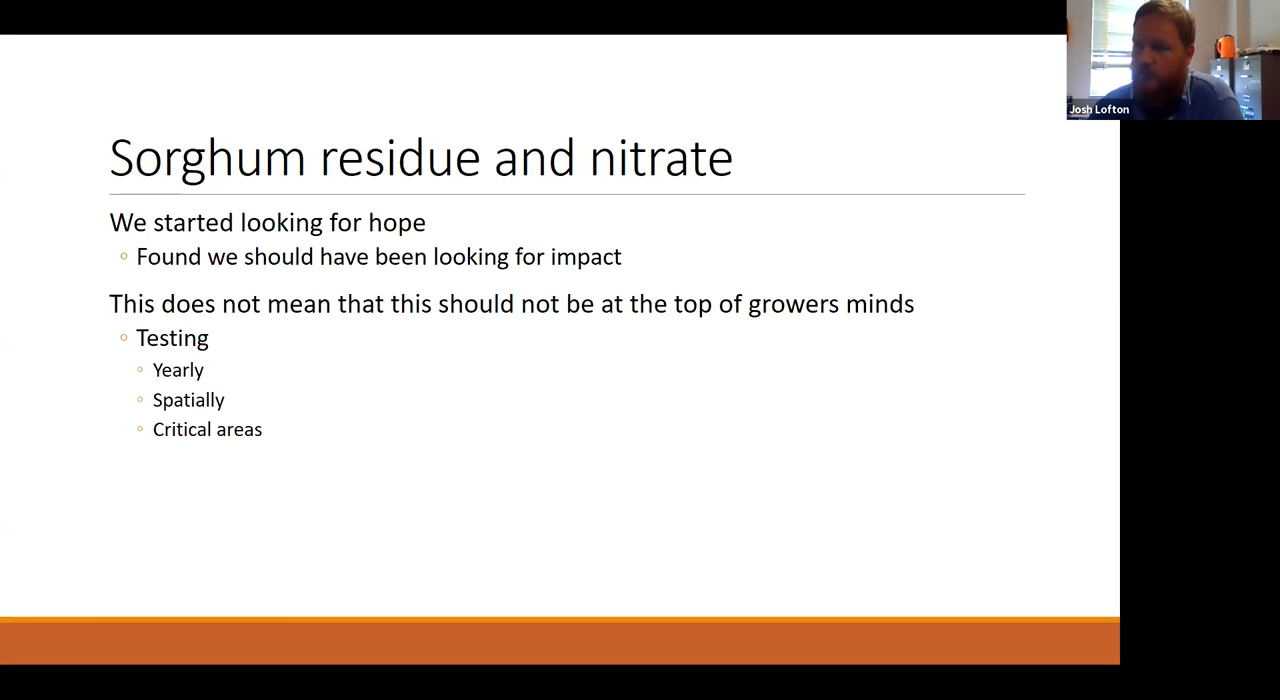 Sorghum residue and nitrate
We started looking for hope
Found we should have been looking for impact
This does not mean that this should not be at the top of growers minds
Testing
Yearly
Spatially
Critical areas
Josh Lofton